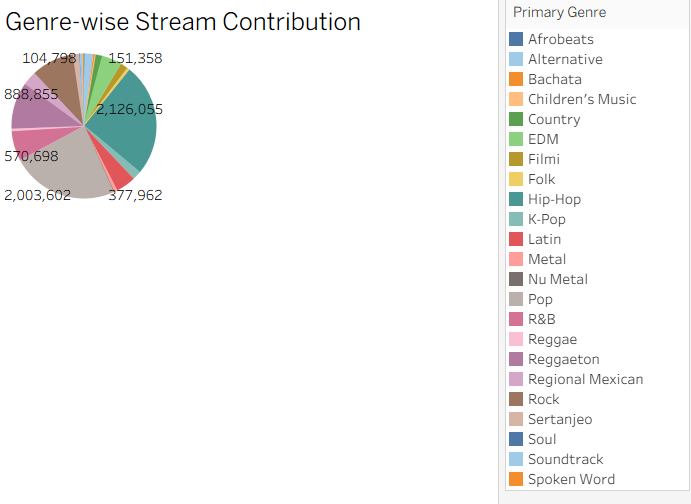 Genre-wise Stream Contribution
104,798
151,358
888,855
2,126,055
570,698
2,003,602
377,962
Primary Genre
Afrobeats
Alternative
Bachata
Children's Music
Country
EDM
Filmi
Folk
Hip-Hop
K-Pop
Latin
Metal
Nu Metal
Pop
R&B
Reggae
Reggaeton
Regional Mexican
Rock
Sertanjeo
Soul
Soundtrack
Spoken Word